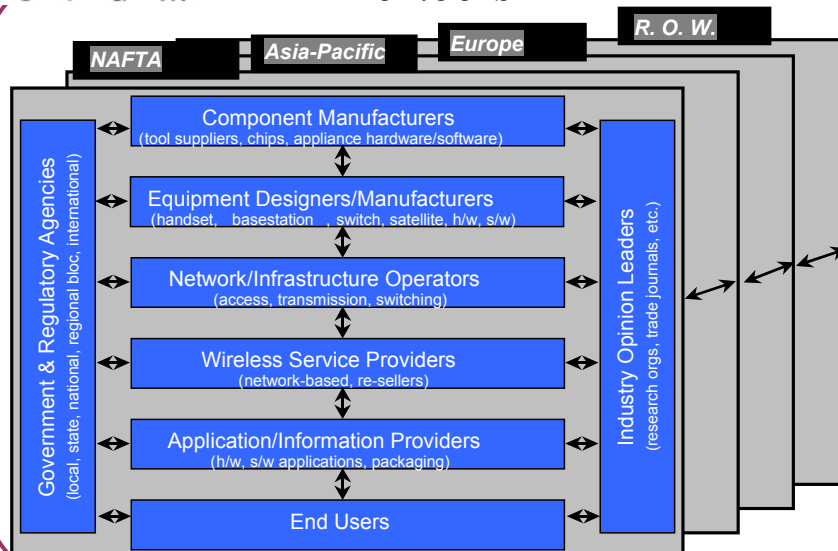 R. O. W.
Europe
Asia-Pacific
NAFTA
Component Manufacturers
(tool suppliers, chips, appliance hardware/software)
Equipment Designers/Manufacturers
(handset, basestation , switch, satellite, h/w, s/w)
Network/Infrastructure Operators
(access, transmission, switching)
Wireless Service Providers
(network-based, re-sellers)
Application/Information Providers
(h/w, s/w applications, packaging)
End Users
Government & Regulatory Agencies
(local, state, national, regional bloc, international)
Industry Opinion Leaders
(research orgs, trade journals, etc.)